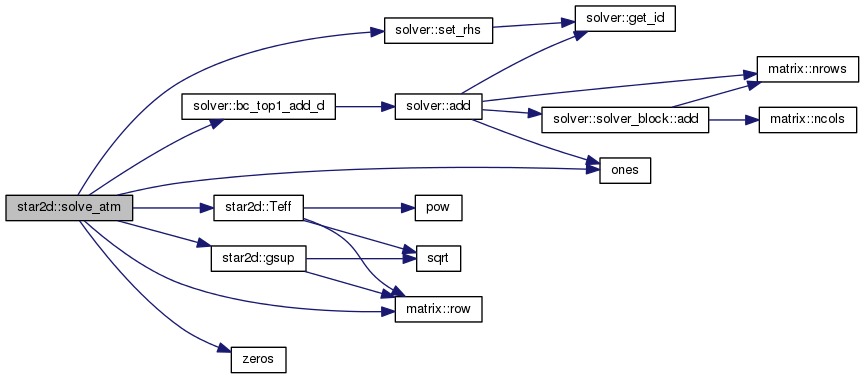 solver::get_id
solver::set_rhs
matrix::nrows
solver::bc_top1_add_d
solver::add
solver::solver_block::add
matrix::ncols
ones
star2d::solve_atm
star2d::Teff
pow
star2d::gsup
sqrt
matrix::row
zeros